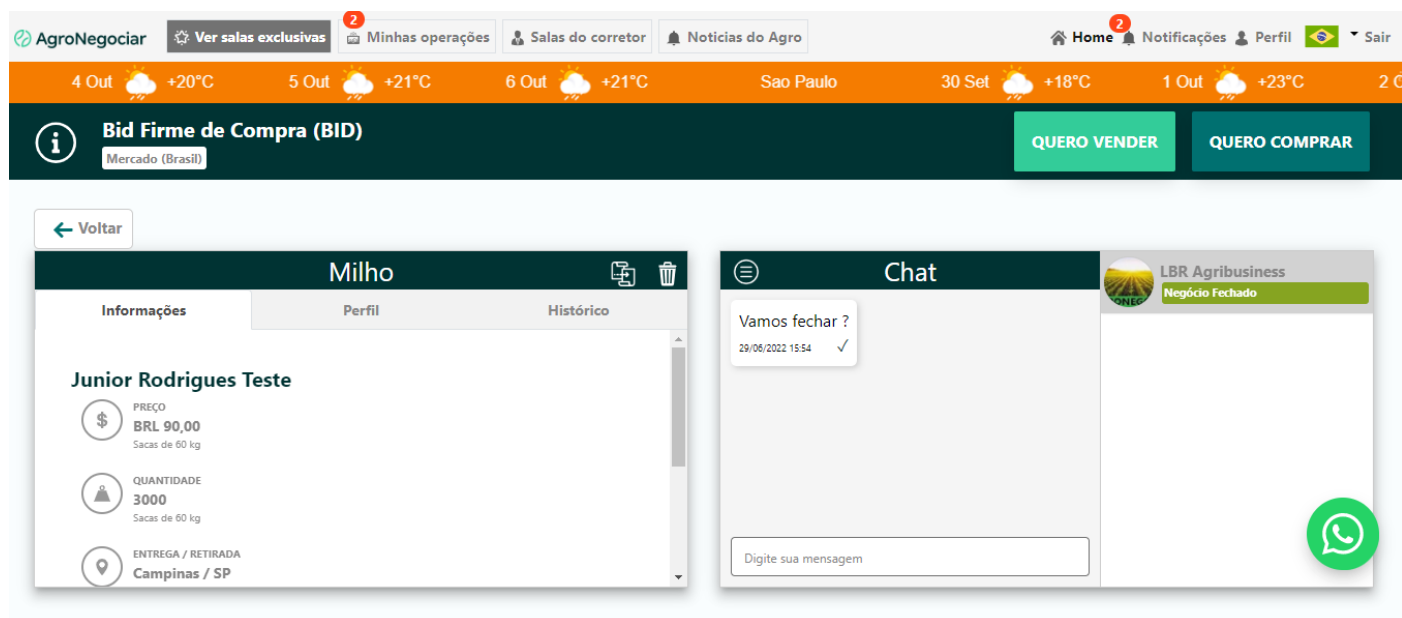 AgroNegociar
Ver salas exclusivas
2
Minhas operações
Salas do corretor
Noticias do Agro
Home
2
Notificações
Perfil
Sair
4 Out +20°C
5 Out +21°C
6 Out +21°C
Sao Paulo
30 Set +18°C
1 Out +23°C
Bid Firme de Compra (BID)
Mercado (Brasil)
QUERO VENDER
QUERO COMPRAR
Voltar
Milho
Informações
Perfil
Histórico
Junior Rodrigues Teste
PREÇO
BRL 90,00
Sacas de 60 kg
QUANTIDADE
3000
Sacas de 60 kg
ENTREGA / RETIRADA
Campinas / SP
Chat
Vamos fechar ?
29/06/2022 15:54
Digite sua mensagem
LBR Agribusiness
Negócio Fechado